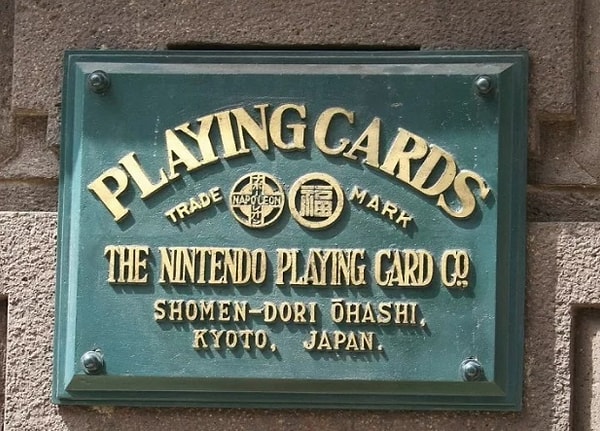 PLAYING CARDS
TRADE NAPOLEON 福 MARK
THE NINTENDO PLAYING CARD CO.
SHOMEN-DORI ŌHASHI,
KYOTO, JAPAN.